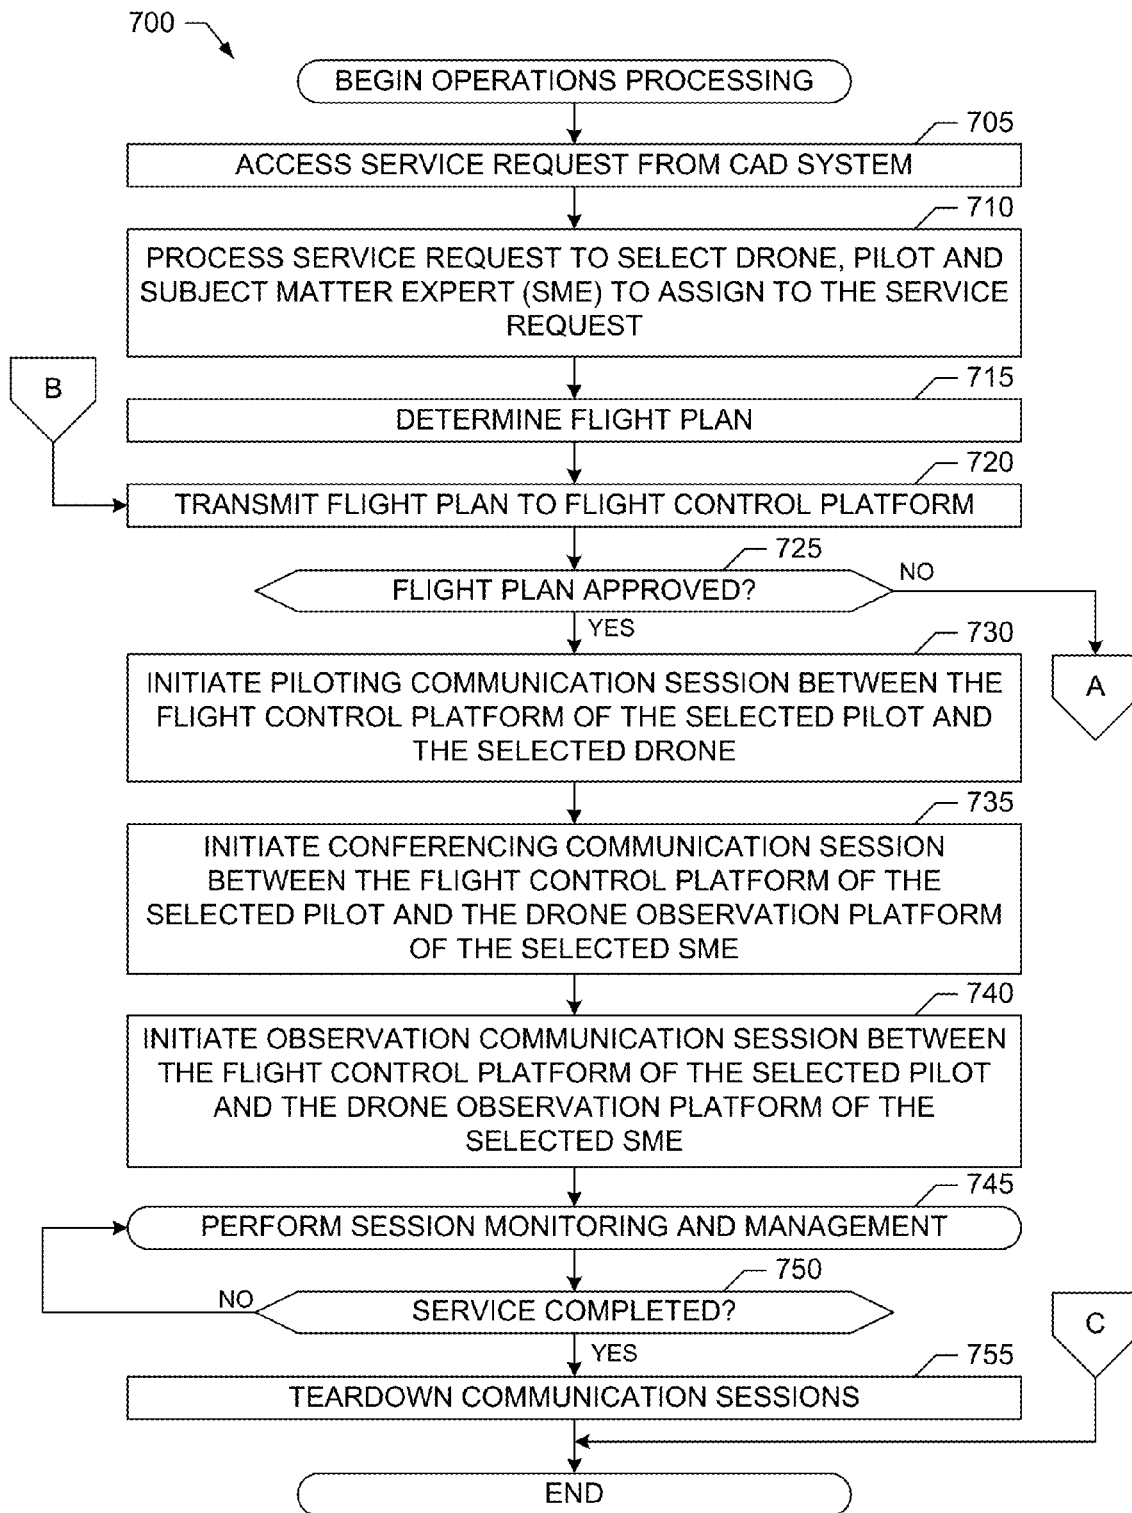 700
BEGIN OPERATIONS PROCESSING
705
ACCESS SERVICE REQUEST FROM CAD SYSTEM
710
PROCESS SERVICE REQUEST TO SELECT DRONE, PILOT AND
SUBJECT MATTER EXPERT (SME) TO ASSIGN TO THE SERVICE
REQUEST
B
715
DETERMINE FLIGHT PLAN
720
TRANSMIT FLIGHT PLAN TO FLIGHT CONTROL PLATFORM
725
FLIGHT PLAN APPROVED?
NO
YES
A
730
INITIATE PILOTING COMMUNICATION SESSION BETWEEN THE
FLIGHT CONTROL PLATFORM OF THE SELECTED PILOT AND
THE SELECTED DRONE
735
INITIATE CONFERENCING COMMUNICATION SESSION
BETWEEN THE FLIGHT CONTROL PLATFORM OF THE
SELECTED PILOT AND THE DRONE OBSERVATION PLATFORM
OF THE SELECTED SME
740
INITIATE OBSERVATION COMMUNICATION SESSION BETWEEN
THE FLIGHT CONTROL PLATFORM OF THE SELECTED PILOT
AND THE DRONE OBSERVATION PLATFORM OF THE
SELECTED SME
745
PERFORM SESSION MONITORING AND MANAGEMENT
750
NO
SERVICE COMPLETED?
YES
C
755
TEARDOWN COMMUNICATION SESSIONS
END